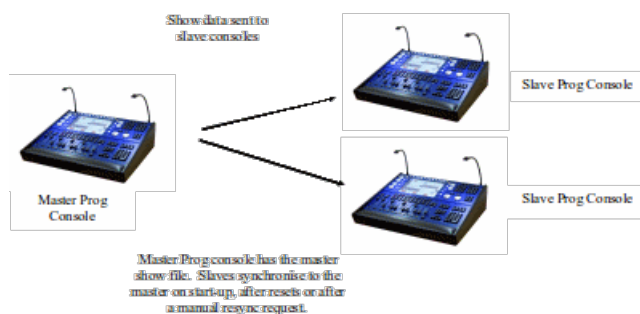 Show data sent to
slave consoles
Slave Prog Console
Master Prog
Console
Slave Prog Console
Master Prog console has the master
show file. Slaves synchronise to the
master on start-up, after resets or after
a manual resync request.